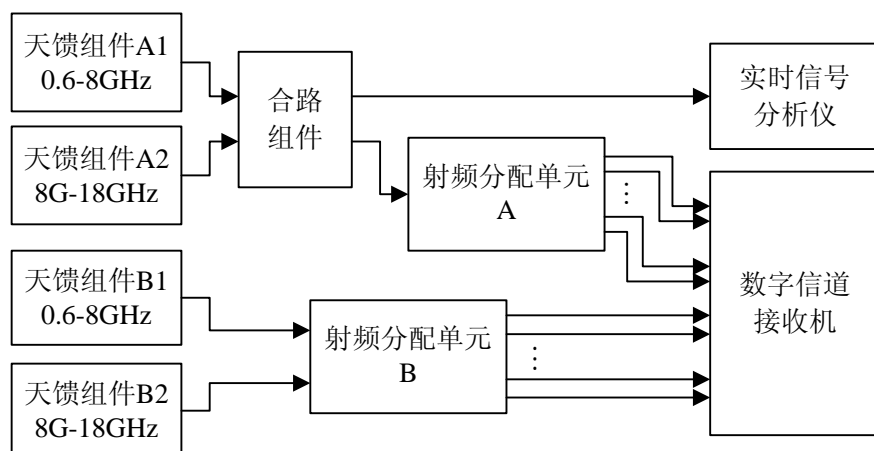 天馈组件A1
0.6-8GHz
天馈组件A2
8G-18GHz
合路
组件
实时信号
分析仪
射频分配单元
A
⋮
天馈组件B1
0.6-8GHz
天馈组件B2
8G-18GHz
射频分配单元
B
⋮
数字信道
接收机